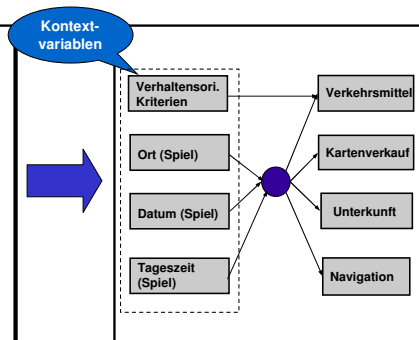 Kontext-
variablen
Verhaltensori.
Kriterien
Verkehrsmittel
Ort (Spiel)
Kartenverkauf
Datum (Spiel)
Unterkunft
Tageszeit
(Spiel)
Navigation